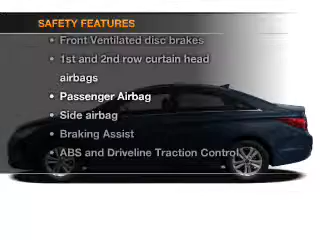 SAFETY FEATURES
• Front Ventilated disc brakes
• 1st and 2nd row curtain head
airbags
• Passenger Airbag
• Side airbag
• Braking Assist
• ABS and Driveline Traction Control